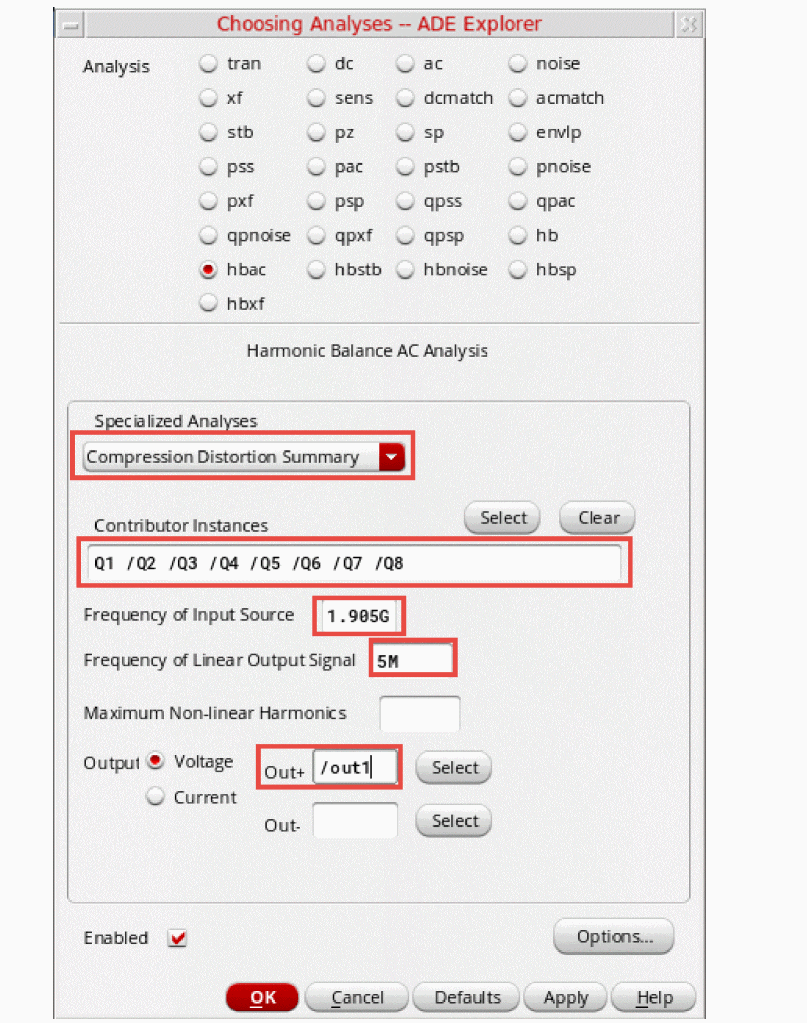 Choosing Analyses -- ADE Explorer
Analysis tran dc ac noise
xf sens dcmatch acmatch
stb pz sp envlp
pss pac pstb pnoise
pxf psp qpss qpac
qpnoise qpxf qpsp hb
hbac hbstb hbnoise hbsp
hbxf
Harmonic Balance AC Analysis
Specialized Analyses
Compression Distortion Summary
Contributor Instances Select Clear
Q1 /Q2 /Q3 /Q4 /Q5 /Q6 /Q7 /Q8
Frequency of Input Source 1.905G
Frequency of Linear Output Signal 5M
Maximum Non-linear Harmonics
Output Voltage Out+ /out1 Select
Current
Out- Select
Enabled Options...
OK Cancel Defaults Apply Help